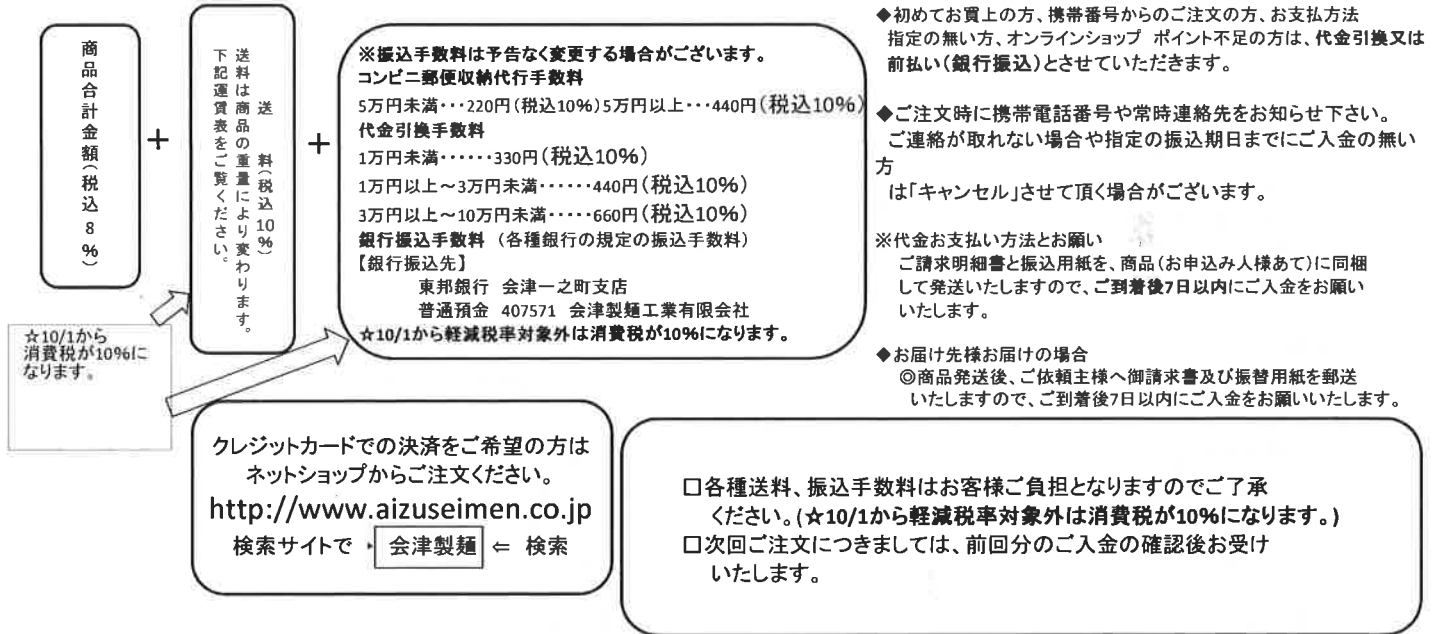 商品合計金額(税込8%)
+
送 料(税込10%)
送料は商品の重量により変わります。
下記運賃表をご覧ください。
+
※振込手数料は予告なく変更する場合がございます。
コンビニ郵便収納代行手数料
5万円未満・・・220円(税込10%)5万円以上・・・440円(税込10%)
代金引換手数料
1万円未満・・・・・・330円(税込10%)
1万円以上~3万円未満・・・・・・440円(税込10%)
3万円以上~10万円未満・・・・・660円(税込10%)
銀行振込手数料 (各種銀行の規定の振込手数料)
【銀行振込先】
東邦銀行 会津一之町支店
普通預金 407571 会津製麺工業有限会社
☆10/1から軽減税率対象外は消費税が10%になります。
☆10/1から
消費税が10%に
なります。
◆初めてお買上の方、携帯番号からのご注文の方、お支払方法
指定の無い方、オンラインショップ ポイント不足の方は、代金引換又は
前払い(銀行振込)とさせていただきます。
◆ご注文時に携帯電話番号や常時連絡先をお知らせ下さい。
ご連絡が取れない場合や指定の振込期日までにご入金の無い
方
は「キャンセル」させて頂く場合がございます。
※代金お支払い方法とお願い
ご請求明細書と振込用紙を、商品(お申込み人様あて)に同梱
して発送いたしますので、ご到着後7日以内にご入金をお願い
いたします。
◆お届け先様お届けの場合
◎商品発送後、ご依頼主様へ御請求書及び振替用紙を郵送
いたしますので、ご到着後7日以内にご入金をお願いいたします。
クレジットカードでの決済をご希望の方は
ネットショップからご注文ください。
http://www.aizuseimen.co.jp
検索サイトで 会津製麺 ⇐ 検索
□各種送料、振込手数料はお客様ご負担となりますのでご了承
ください。(☆10/1から軽減税率対象外は消費税が10%になります。)
□次回ご注文につきましては、前回分のご入金の確認後お受け
いたします。